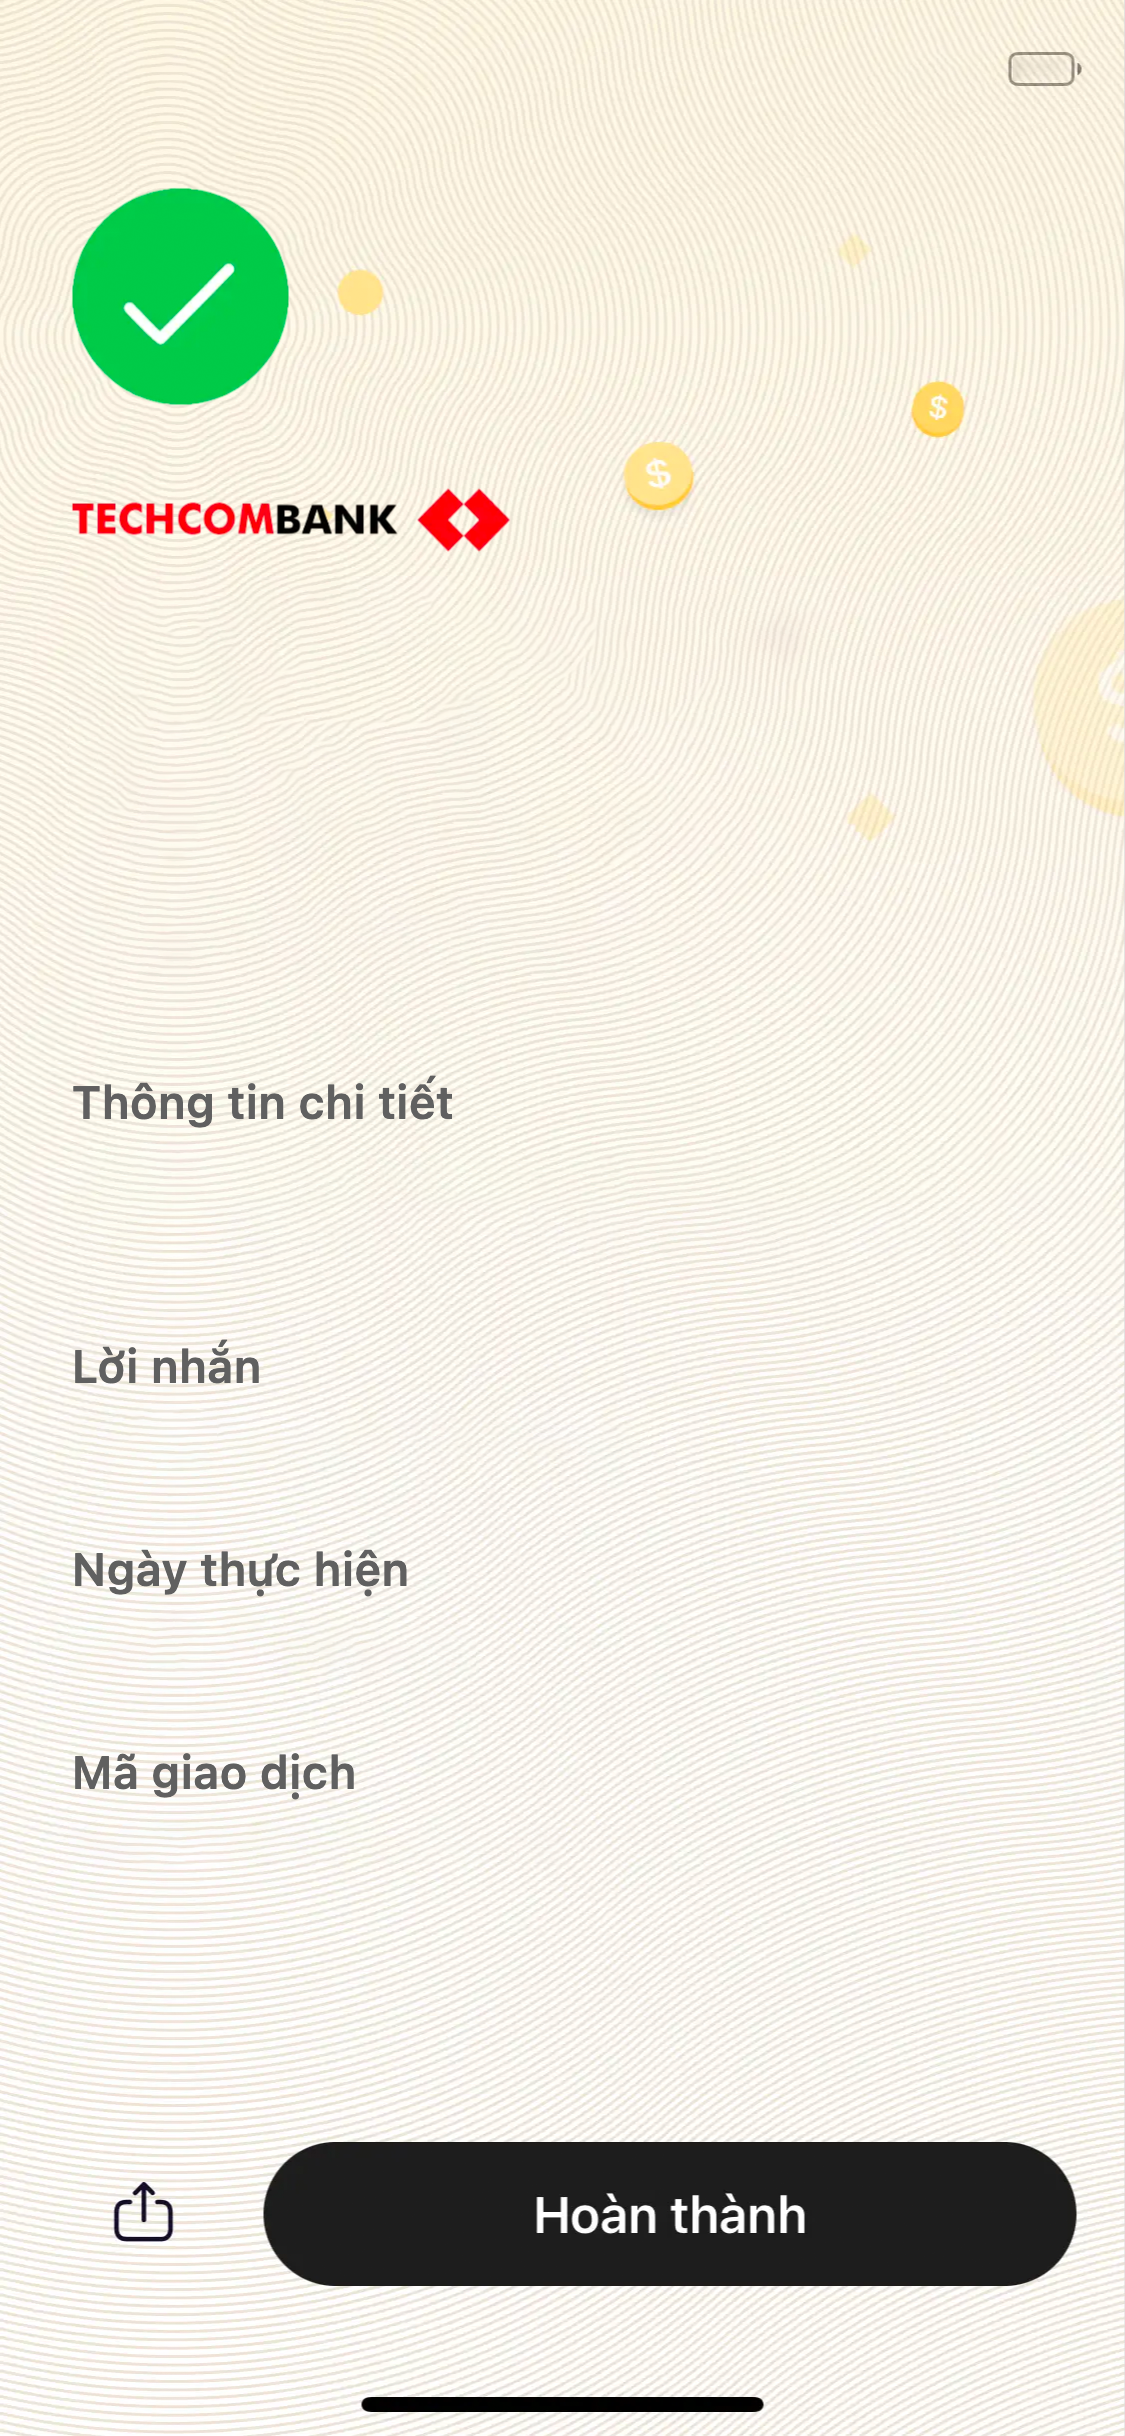 TECHCOMBANK
Thông tin chi tiết
Lời nhắn
Ngày thực hiện
Mã giao dịch
Hoàn thành